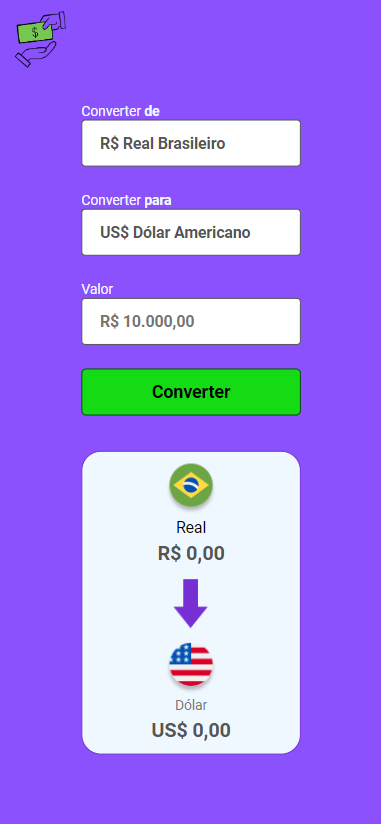 $
Converter de
R$ Real Brasileiro
Converter para
US$ Dólar Americano
Valor
R$ 10.000,00
Converter
Real
R$ 0,00
Dólar
US$ 0,00